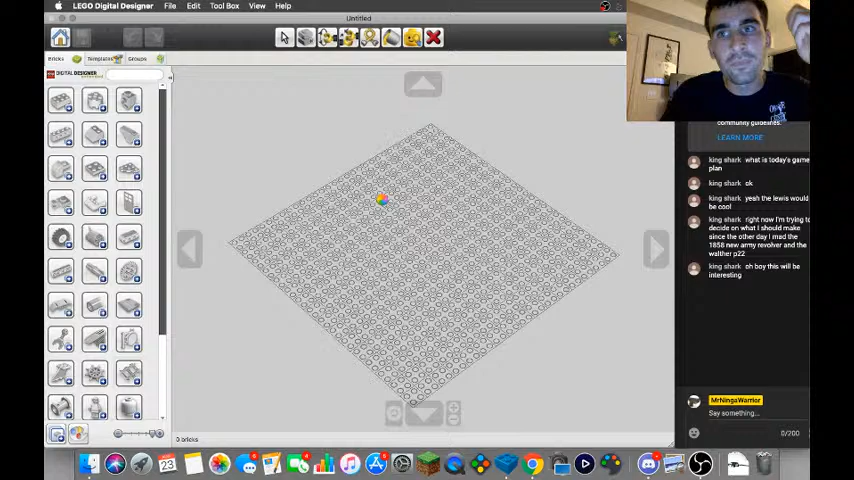 LEGO Digital Designer File Edit Tool Box View Help
Untitled
Bricks Templates Groups
LEGO DIGITAL DESIGNER
0 bricks
community guidelines.
LEARN MORE
king shark what is today's game
plan
king shark ok
king shark yeah the lewis would
be cool
king shark right now I'm trying to
decide on what I should make
since the other day I mad the
1858 new army revolver and the
walther p22
king shark oh boy this will be
interesting
MrNingaWarrior
Say something...
0/200